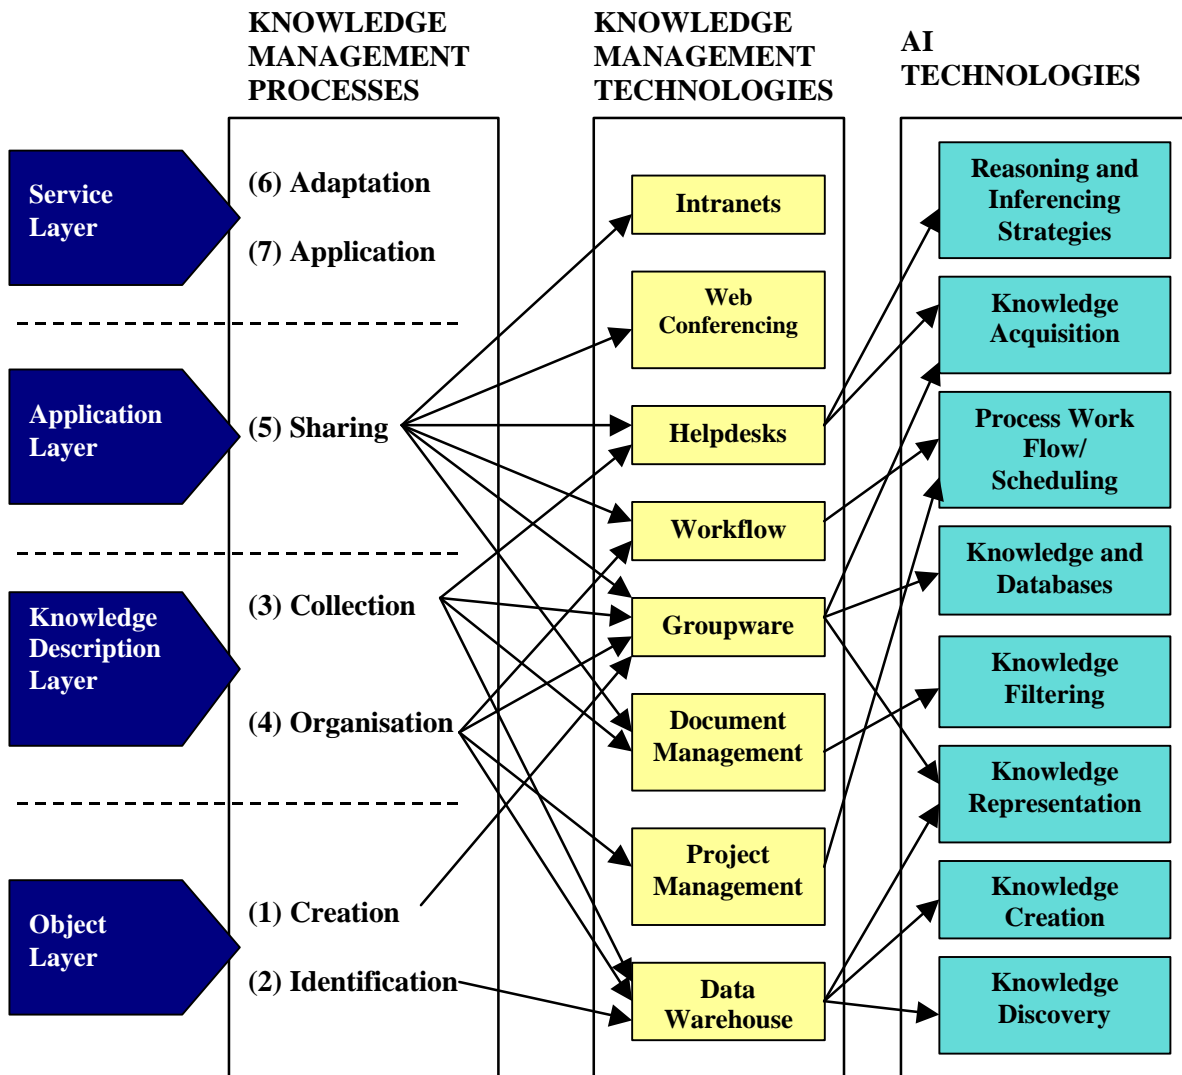 KNOWLEDGE
MANAGEMENT
PROCESSES
KNOWLEDGE
MANAGEMENT
TECHNOLOGIES
AI
TECHNOLOGIES
Service
Layer
Application
Layer
Knowledge
Description
Layer
Object
Layer
(6) Adaptation
(7) Application
(5) Sharing
(3) Collection
(4) Organisation
(1) Creation
(2) Identification
Intranets
Web
Conferencing
Helpdesks
Workflow
Groupware
Document
Management
Project
Management
Data
Warehouse
Reasoning and
Inferencing
Strategies
Knowledge
Acquisition
Process Work
Flow/
Scheduling
Knowledge and
Databases
Knowledge
Filtering
Knowledge
Representation
Knowledge
Creation
Knowledge
Discovery